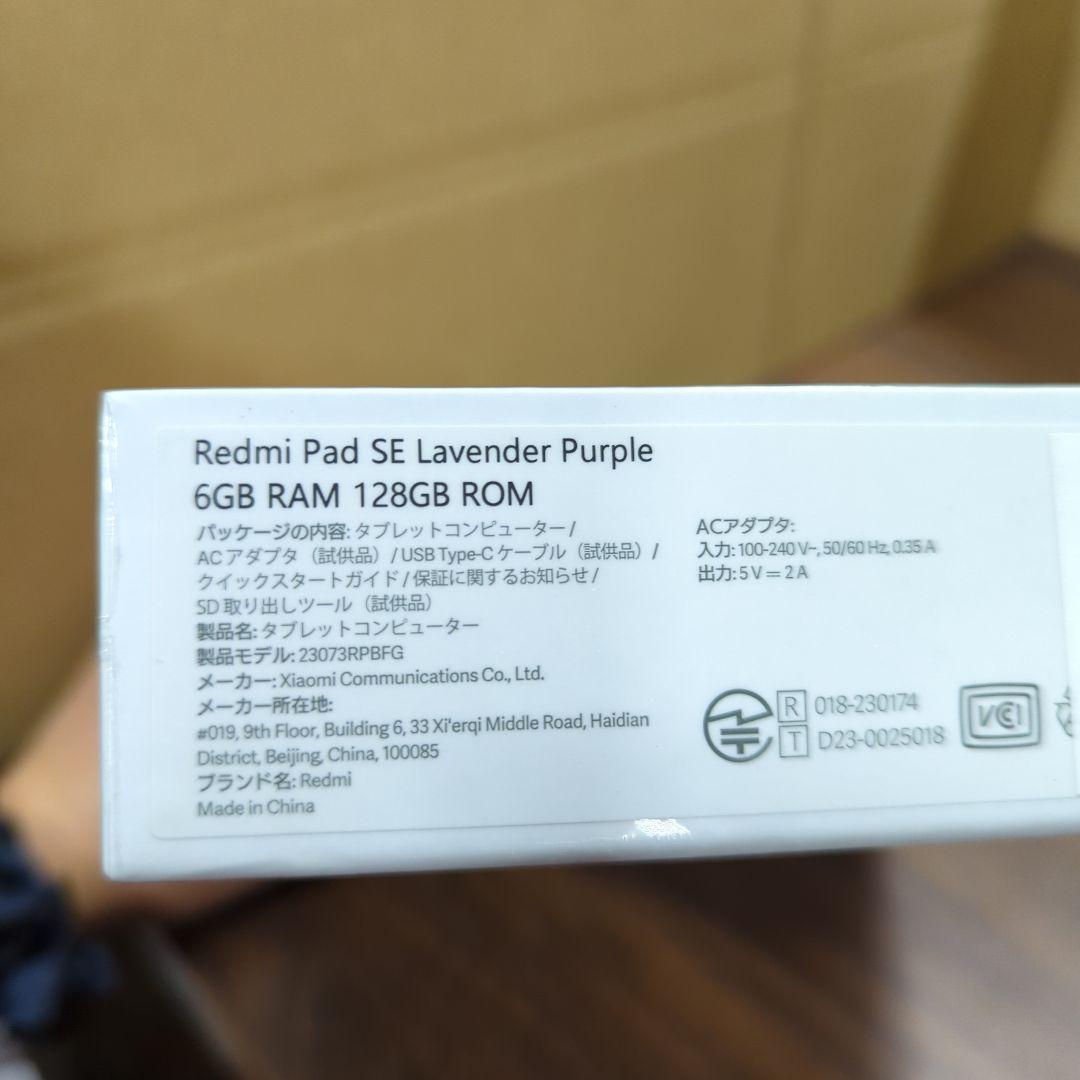 Redmi Pad SE Lavender Purple
6GB RAM 128GB ROM
パッケージの内容: タブレットコンピューター /
ACアダプタ（試供品）/ USB Type-C ケーブル（試供品）/
クイックスタートガイド / 保証に関するお知らせ /
SD 取り出しツール（試供品）
製品名: タブレットコンピューター
製品モデル: 23073RPBFG
メーカー: Xiaomi Communications Co., Ltd.
メーカー所在地:
#019, 9th Floor, Building 6, 33 Xi'erqi Middle Road, Haidian
District, Beijing, China, 100085
ブランド名: Redmi
Made in China
ACアダプタ:
入力: 100-240 V~, 50/60 Hz, 0.35 A
出力: 5 V ⎓ 2 A
R 018-230174
T D23-0025018
VCCI